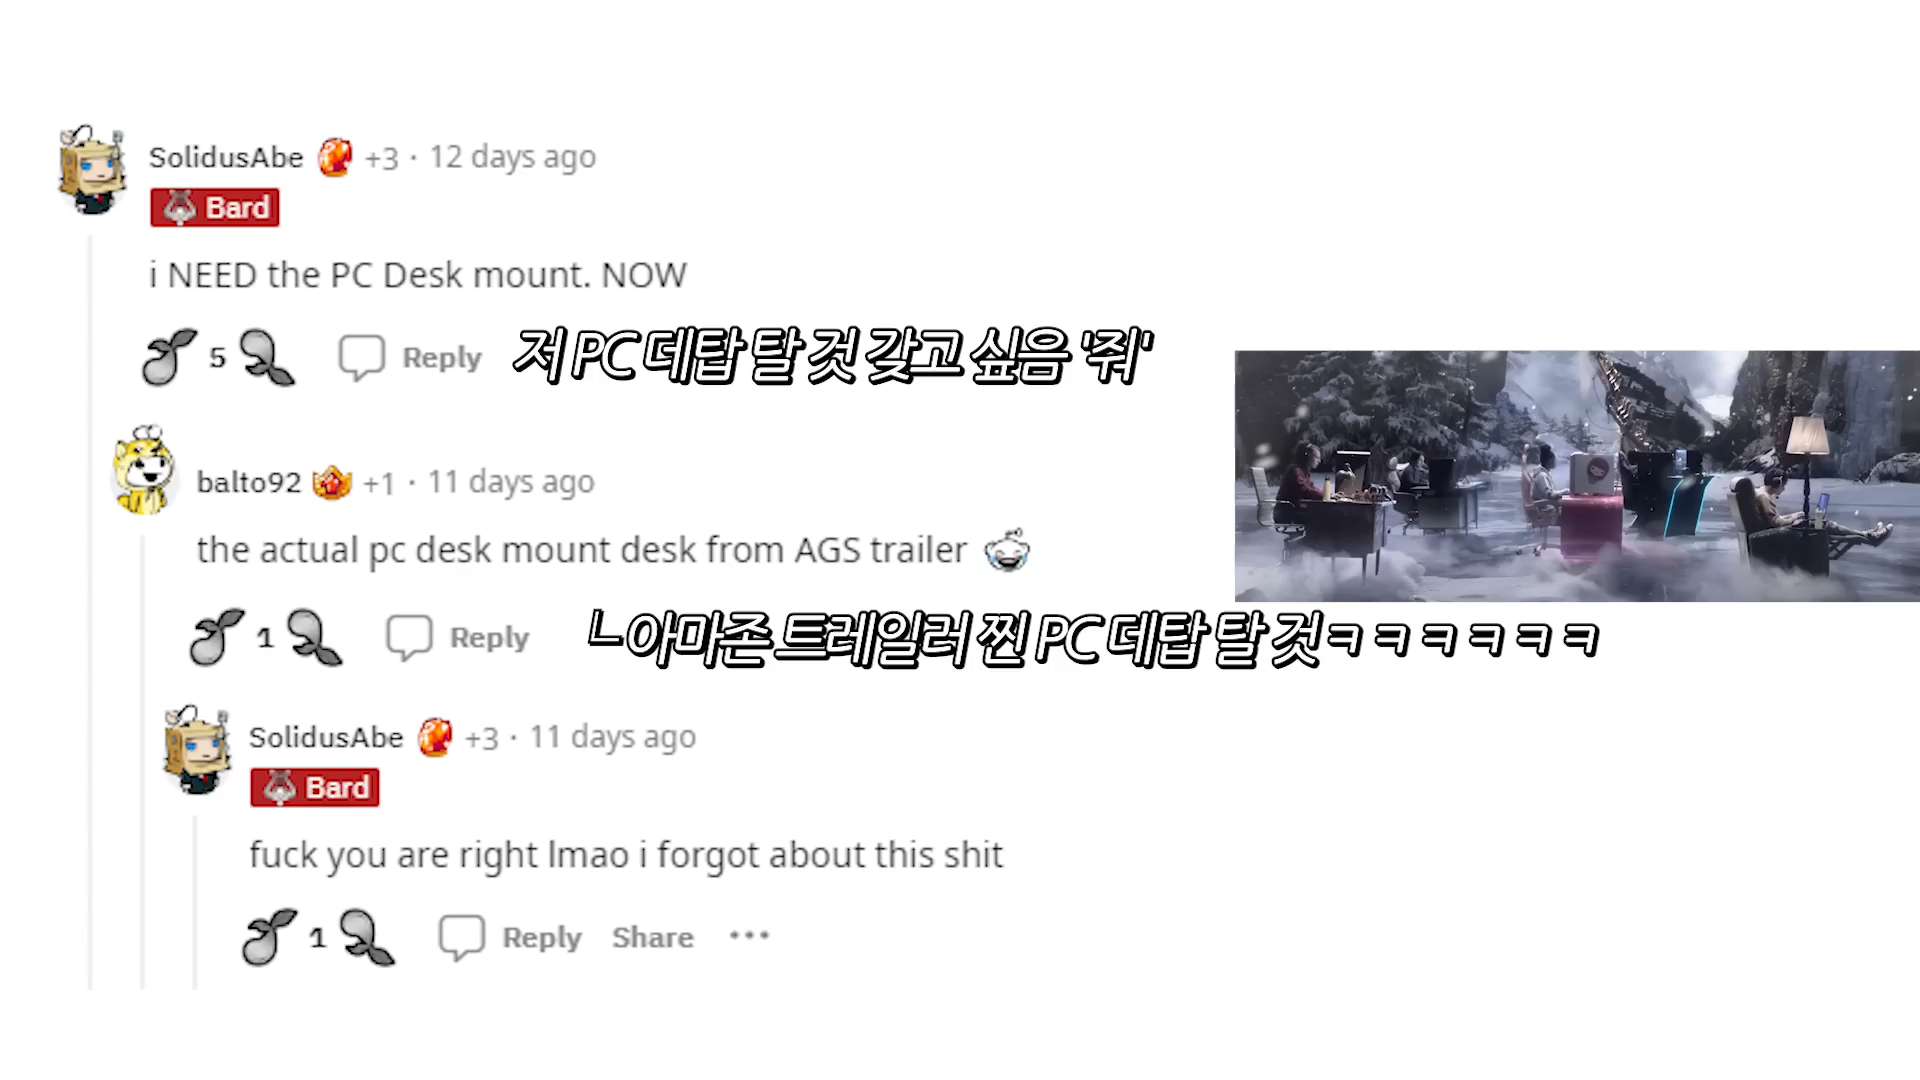 SolidusAbe +3 · 12 days ago
Bard
i NEED the PC Desk mount. NOW
5 Reply
저 PC 데탑 탈 것 갖고 싶음 '줘'
balto92 +1 · 11 days ago
the actual pc desk mount desk from AGS trailer
1 Reply
ㄴ아마존 트레일러 찐 PC 데탑 탈 것ㅋㅋㅋㅋㅋㅋ
SolidusAbe +3 · 11 days ago
Bard
fuck you are right lmao i forgot about this shit
1 Reply Share ···